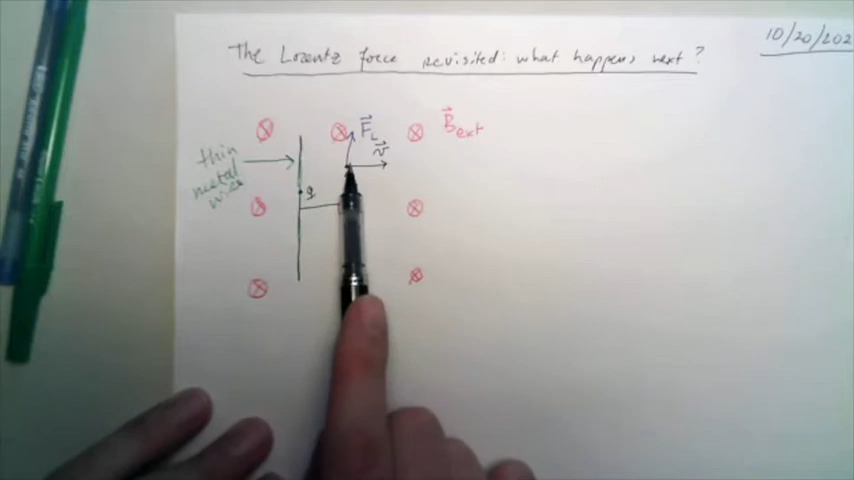 10/20/202
The Lorentz force revisited: what happens next?
F⃗L
B⃗ext
v⃗
thin
metal
wire
q